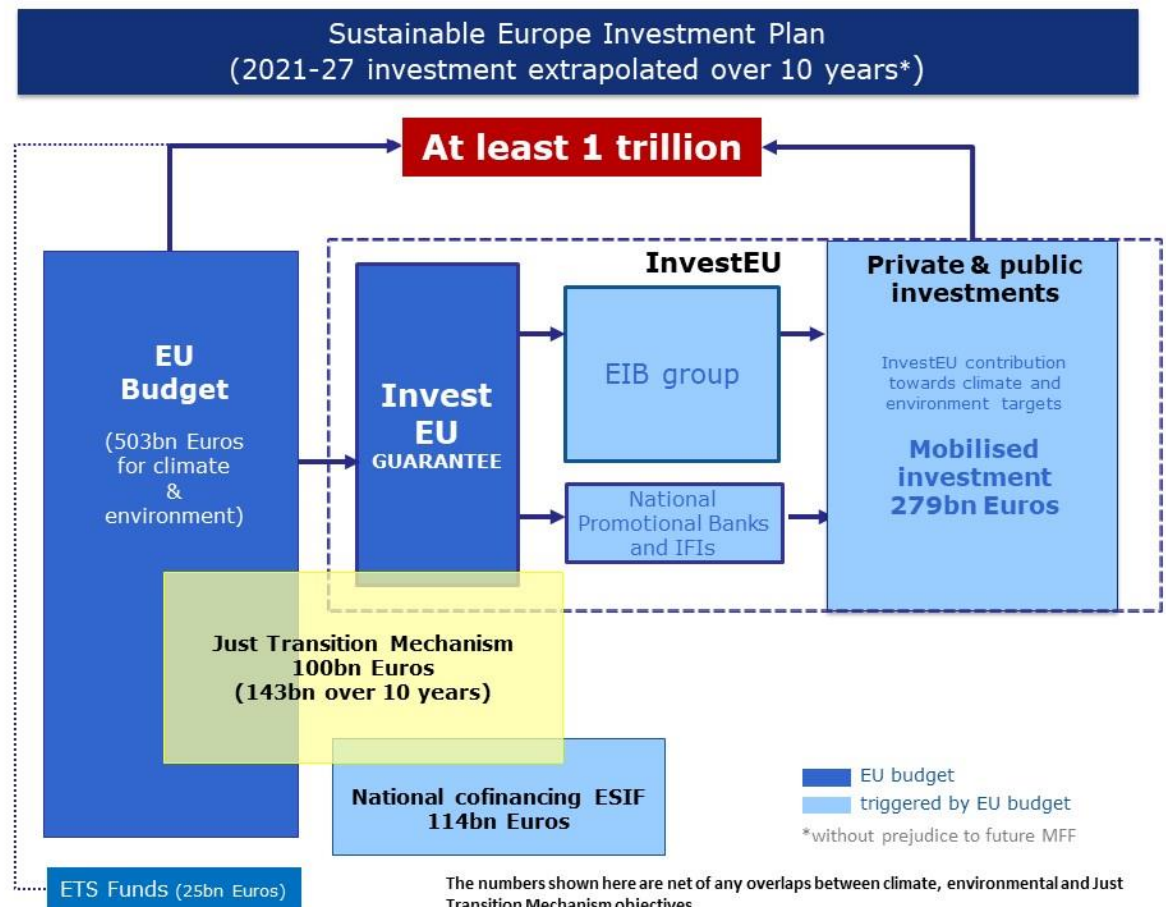 Sustainable Europe Investment Plan
(2021-27 investment extrapolated over 10 years*)
At least 1 trillion
EU
Budget
(503bn Euros
for climate
&
environment)
Invest
EU
GUARANTEE
InvestEU
EIB group
National
Promotional Banks
and IFIs
Private & public
investments
InvestEU contribution
towards climate and
environment targets
Mobilised
investment
279bn Euros
Just Transition Mechanism
100bn Euros
(143bn over 10 years)
National cofinancing ESIF
114bn Euros
EU budget
triggered by EU budget
*without prejudice to future MFF
ETS Funds (25bn Euros)
The numbers shown here are net of any overlaps between climate, environmental and Just
Transition Mechanism objectives